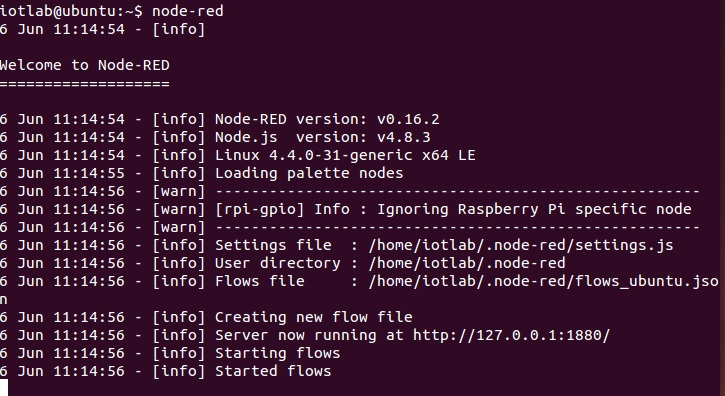 iotlab@ubuntu:~$ node-red
6 Jun 11:14:54 - [info]
Welcome to Node-RED
===================
6 Jun 11:14:54 - [info] Node-RED version: v0.16.2
6 Jun 11:14:54 - [info] Node.js  version: v4.8.3
6 Jun 11:14:54 - [info] Linux 4.4.0-31-generic x64 LE
6 Jun 11:14:55 - [info] Loading palette nodes
6 Jun 11:14:56 - [warn] ------------------------------------------------------
6 Jun 11:14:56 - [warn] [rpi-gpio] Info : Ignoring Raspberry Pi specific node
6 Jun 11:14:56 - [warn] ------------------------------------------------------
6 Jun 11:14:56 - [info] Settings file  : /home/iotlab/.node-red/settings.js
6 Jun 11:14:56 - [info] User directory : /home/iotlab/.node-red
6 Jun 11:14:56 - [info] Flows file     : /home/iotlab/.node-red/flows_ubuntu.jso
n
6 Jun 11:14:56 - [info] Creating new flow file
6 Jun 11:14:56 - [info] Server now running at http://127.0.0.1:1880/
6 Jun 11:14:56 - [info] Starting flows
6 Jun 11:14:56 - [info] Started flows